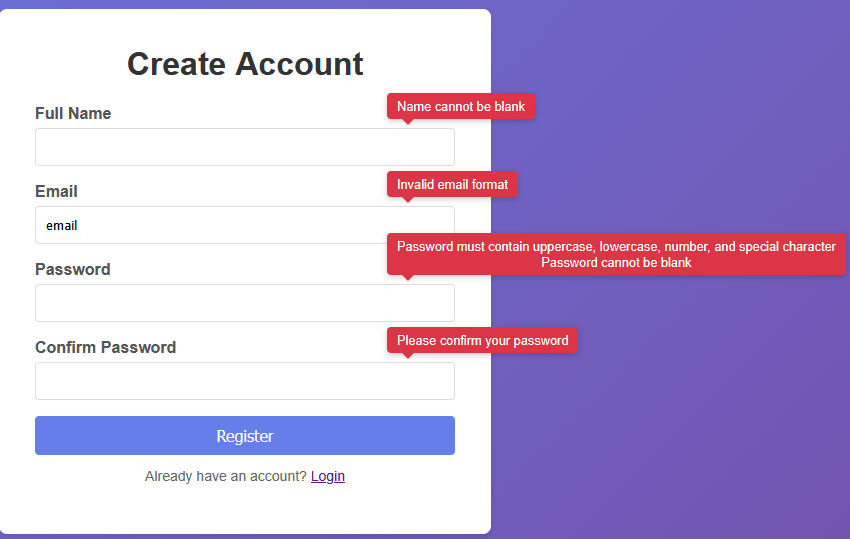 Create Account
Full Name
Name cannot be blank
Email
Invalid email format
email
Password must contain uppercase, lowercase, number, and special character
Password cannot be blank
Password
Confirm Password
Please confirm your password
Register
Already have an account? Login